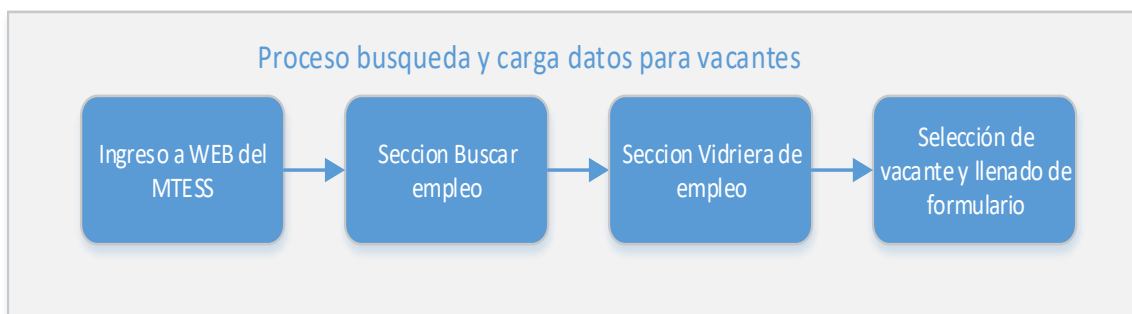 Proceso busqueda y carga datos para vacantes
Ingreso a WEB del
MTESS
Seccion Buscar
empleo
Seccion Vidriera de
empleo
Selección de
vacante y llenado de
formulario